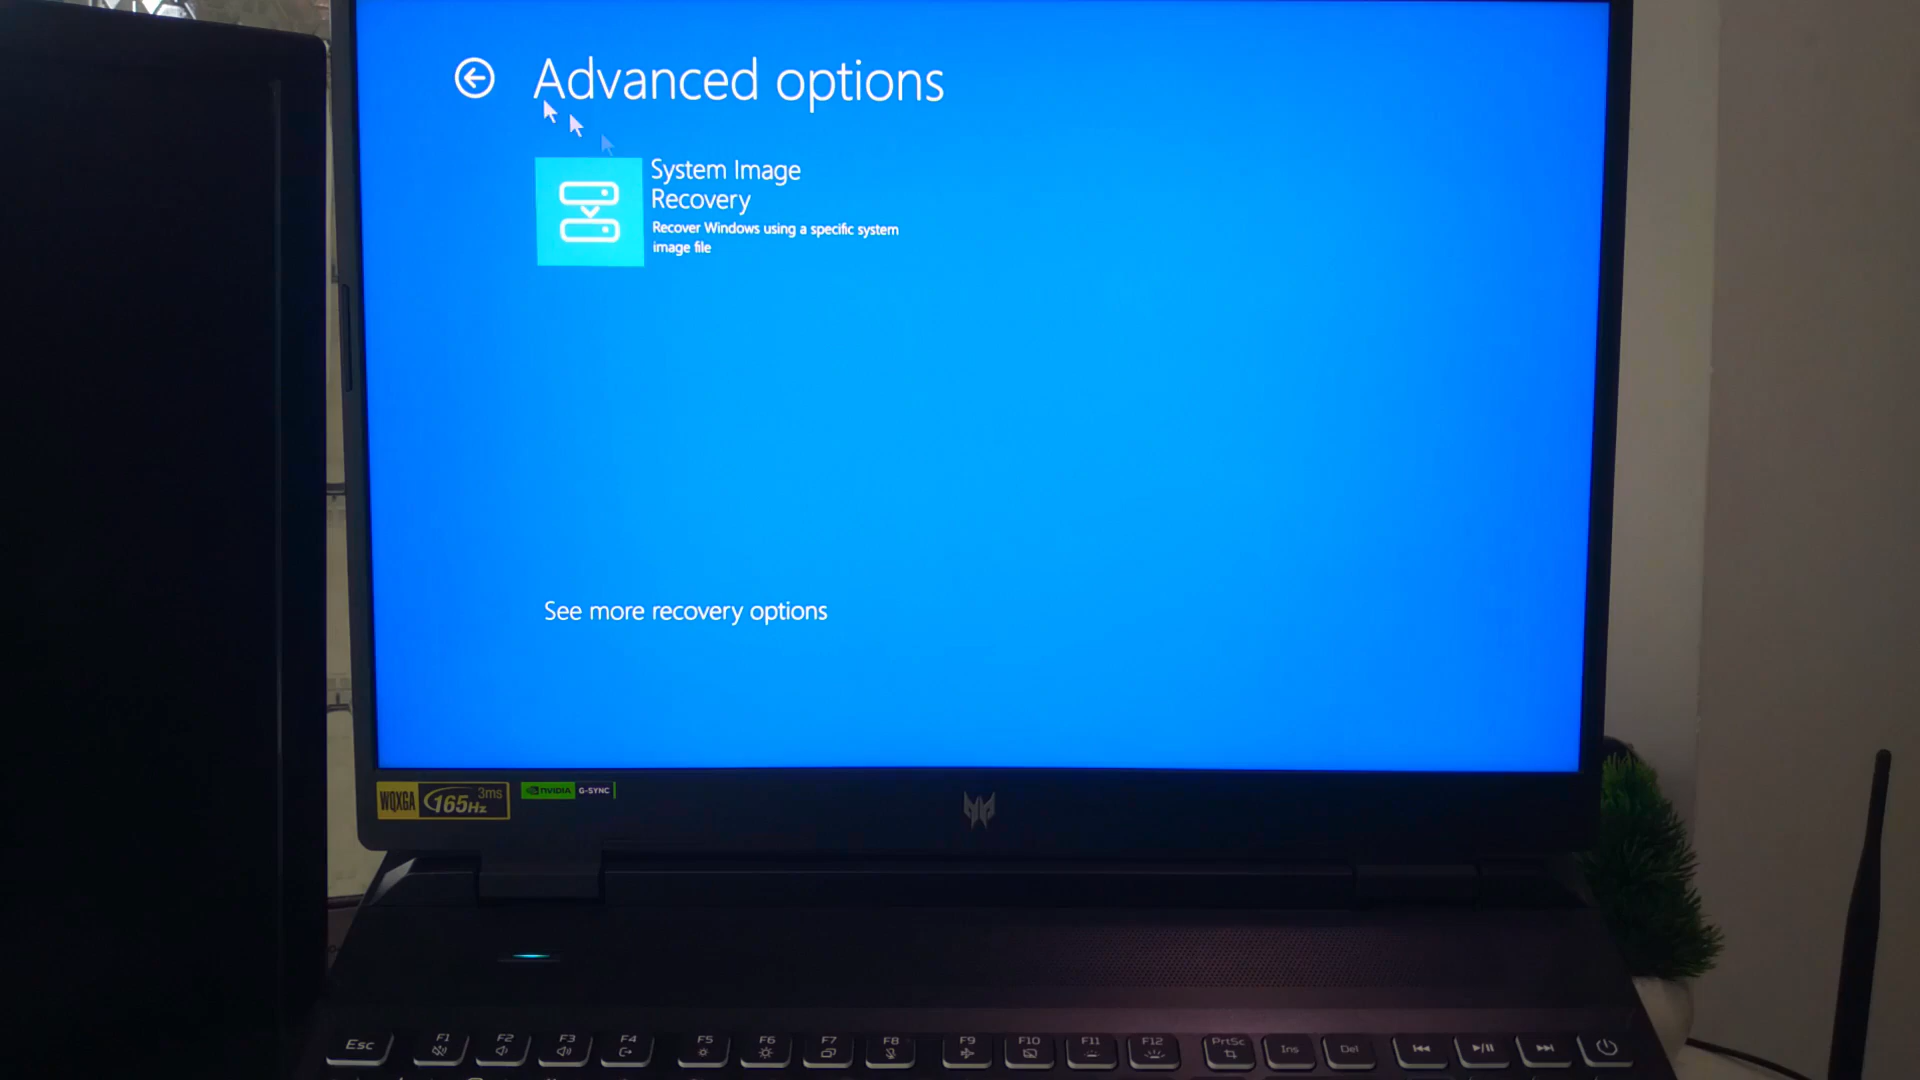 Advanced options
System Image
Recovery
Recover Windows using a specific system
image file
See more recovery options
WQXGA
165Hz
3ms
NVIDIA
G-SYNC
Esc
F1
F2
F3
F4
F5
F6
F7
F8
F9
F10
F11
F12
PrtSc
Ins
Del